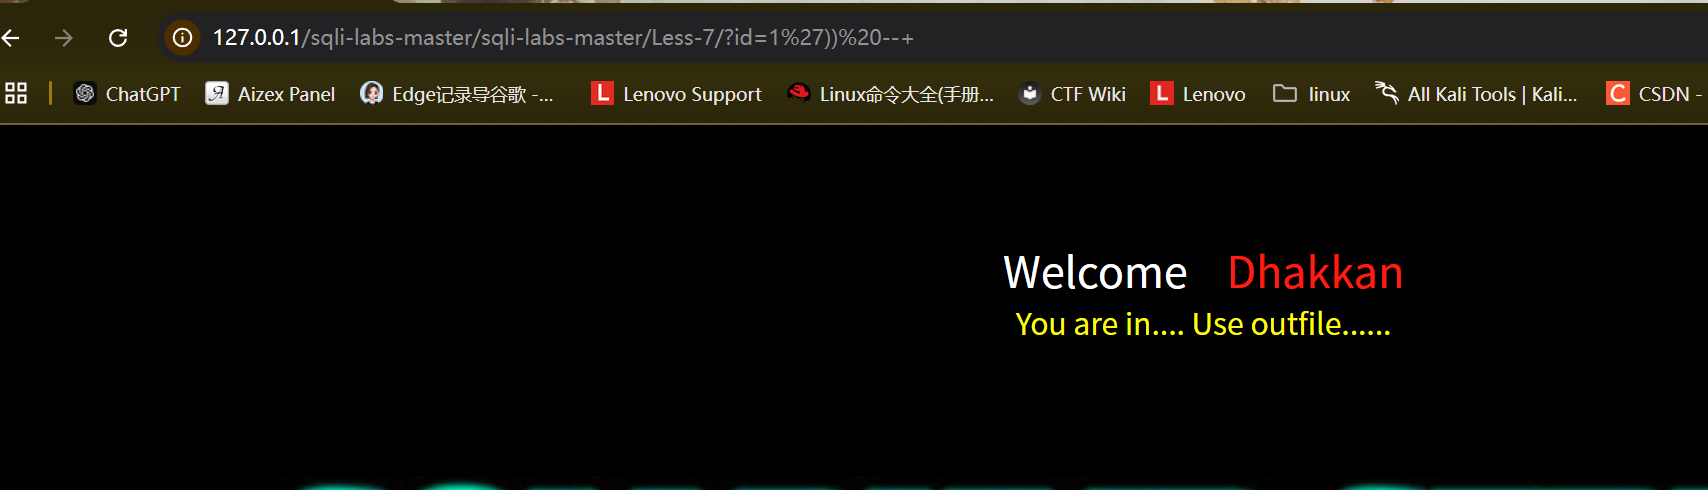 127.0.0.1/sqli-labs-master/sqli-labs-master/Less-7/?id=1%27))%20--+
ChatGPT Aizex Panel Edge记录导谷歌 -... Lenovo Support Linux命令大全(手册... CTF Wiki Lenovo linux All Kali Tools | Kali... CSDN -
Welcome Dhakkan
You are in.... Use outfile......